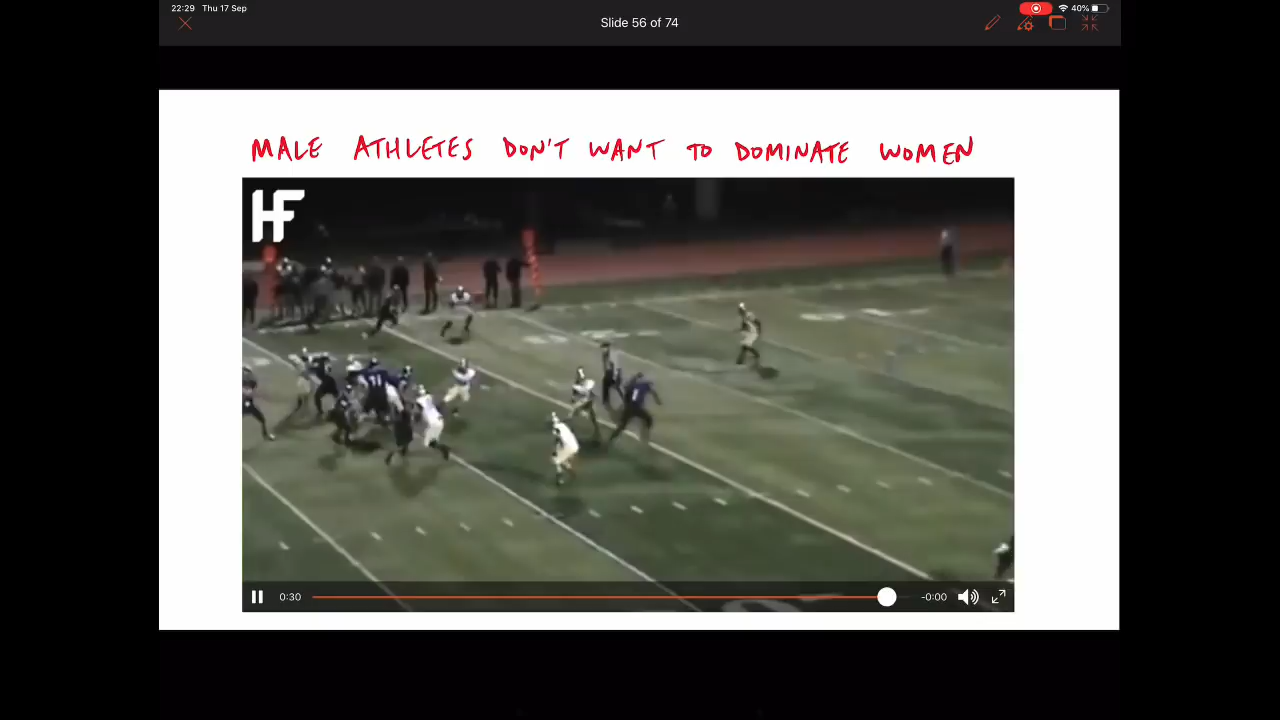 22:29 Thu 17 Sep
40%
Slide 56 of 74
MALE ATHLETES DON'T WANT TO DOMINATE WOMEN
HF
11
0:30
-0:00